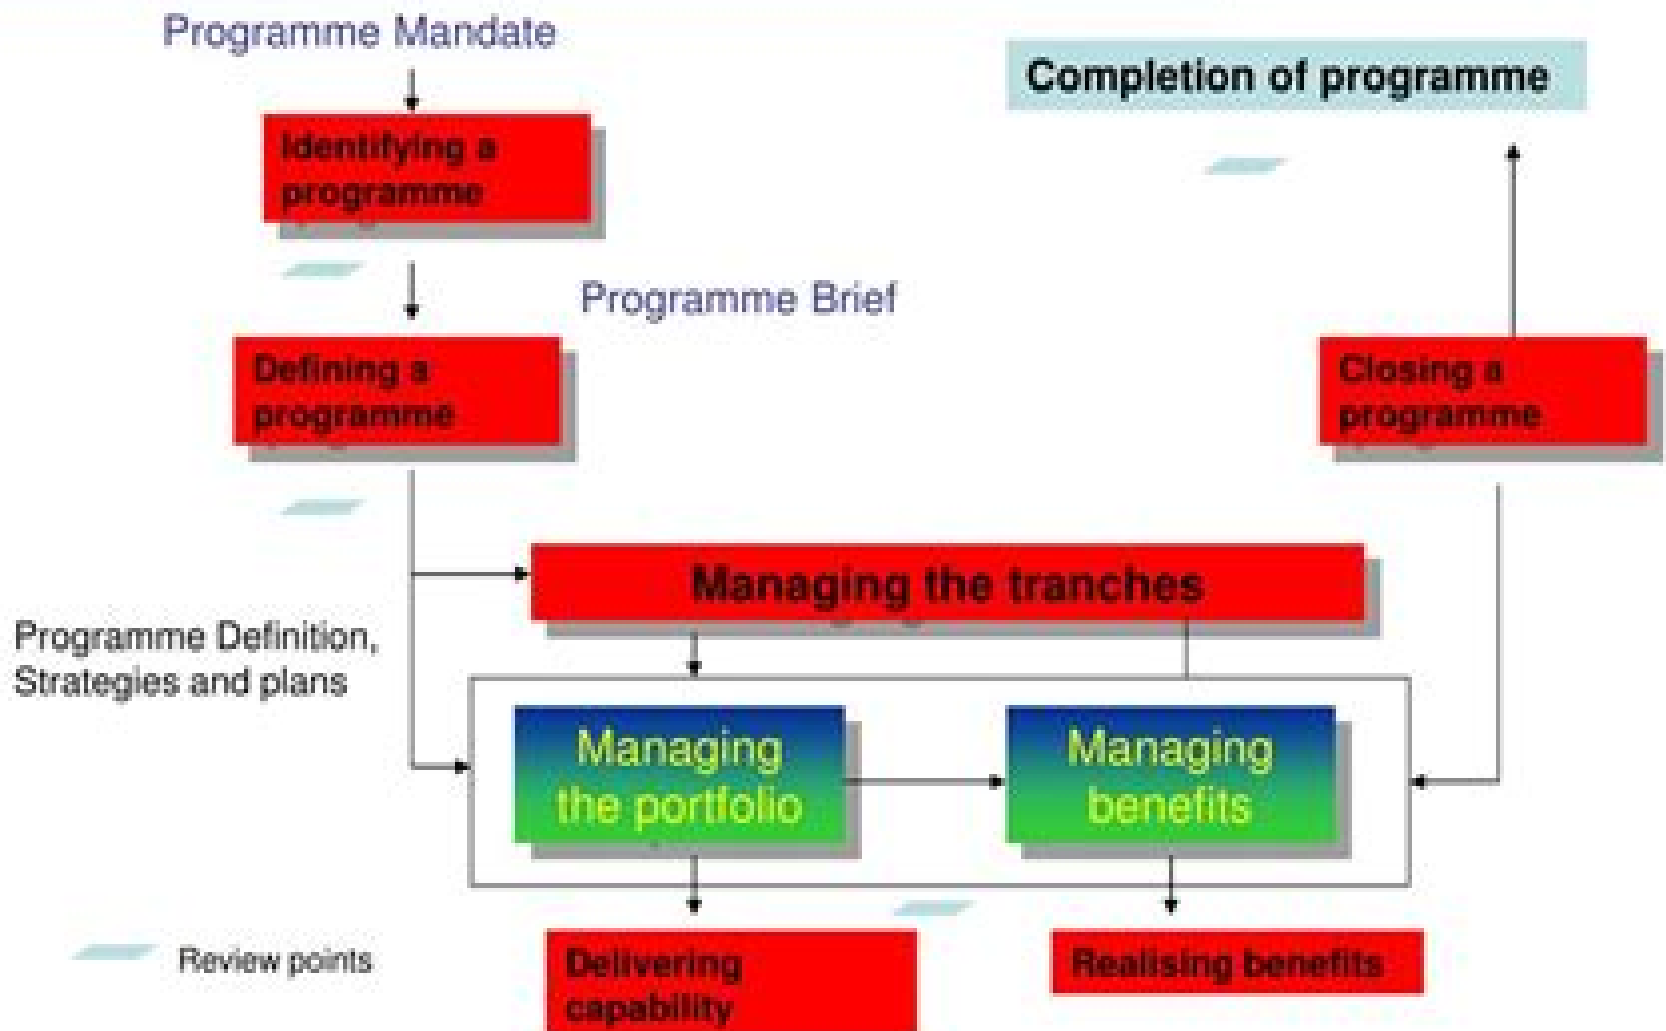 Programme Mandate
Completion of programme
Identifying a
programme
Programme Brief
Defining a
programme
Closing a
programme
Managing the tranches
Programme Definition,
Strategies and plans
Managing
the portfolio
Managing
benefits
Review points
Delivering
capability
Realising benefits